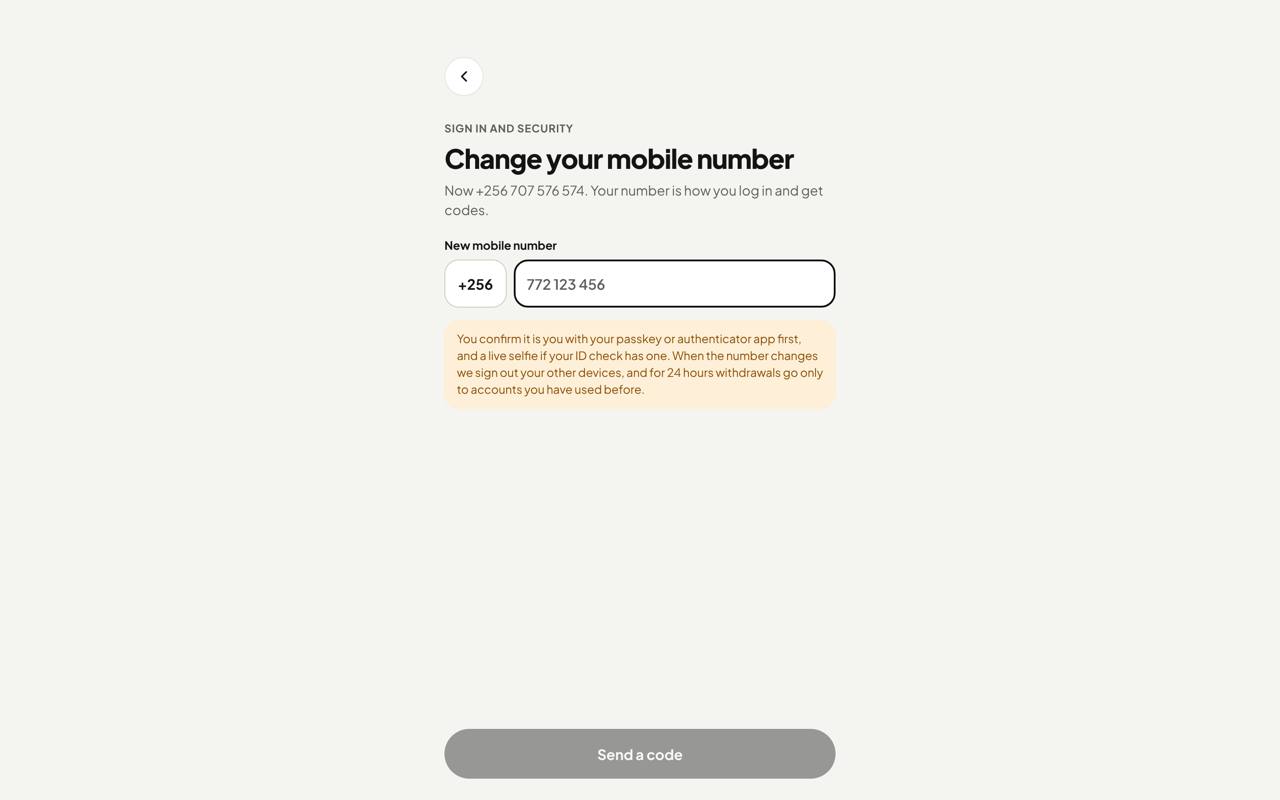 SIGN IN AND SECURITY
Change your mobile number
Now +256 707 576 574. Your number is how you log in and get
codes.
New mobile number
+256
772 123 456
You confirm it is you with your passkey or authenticator app first,
and a live selfie if your ID check has one. When the number changes
we sign out your other devices, and for 24 hours withdrawals go only
to accounts you have used before.
Send a code